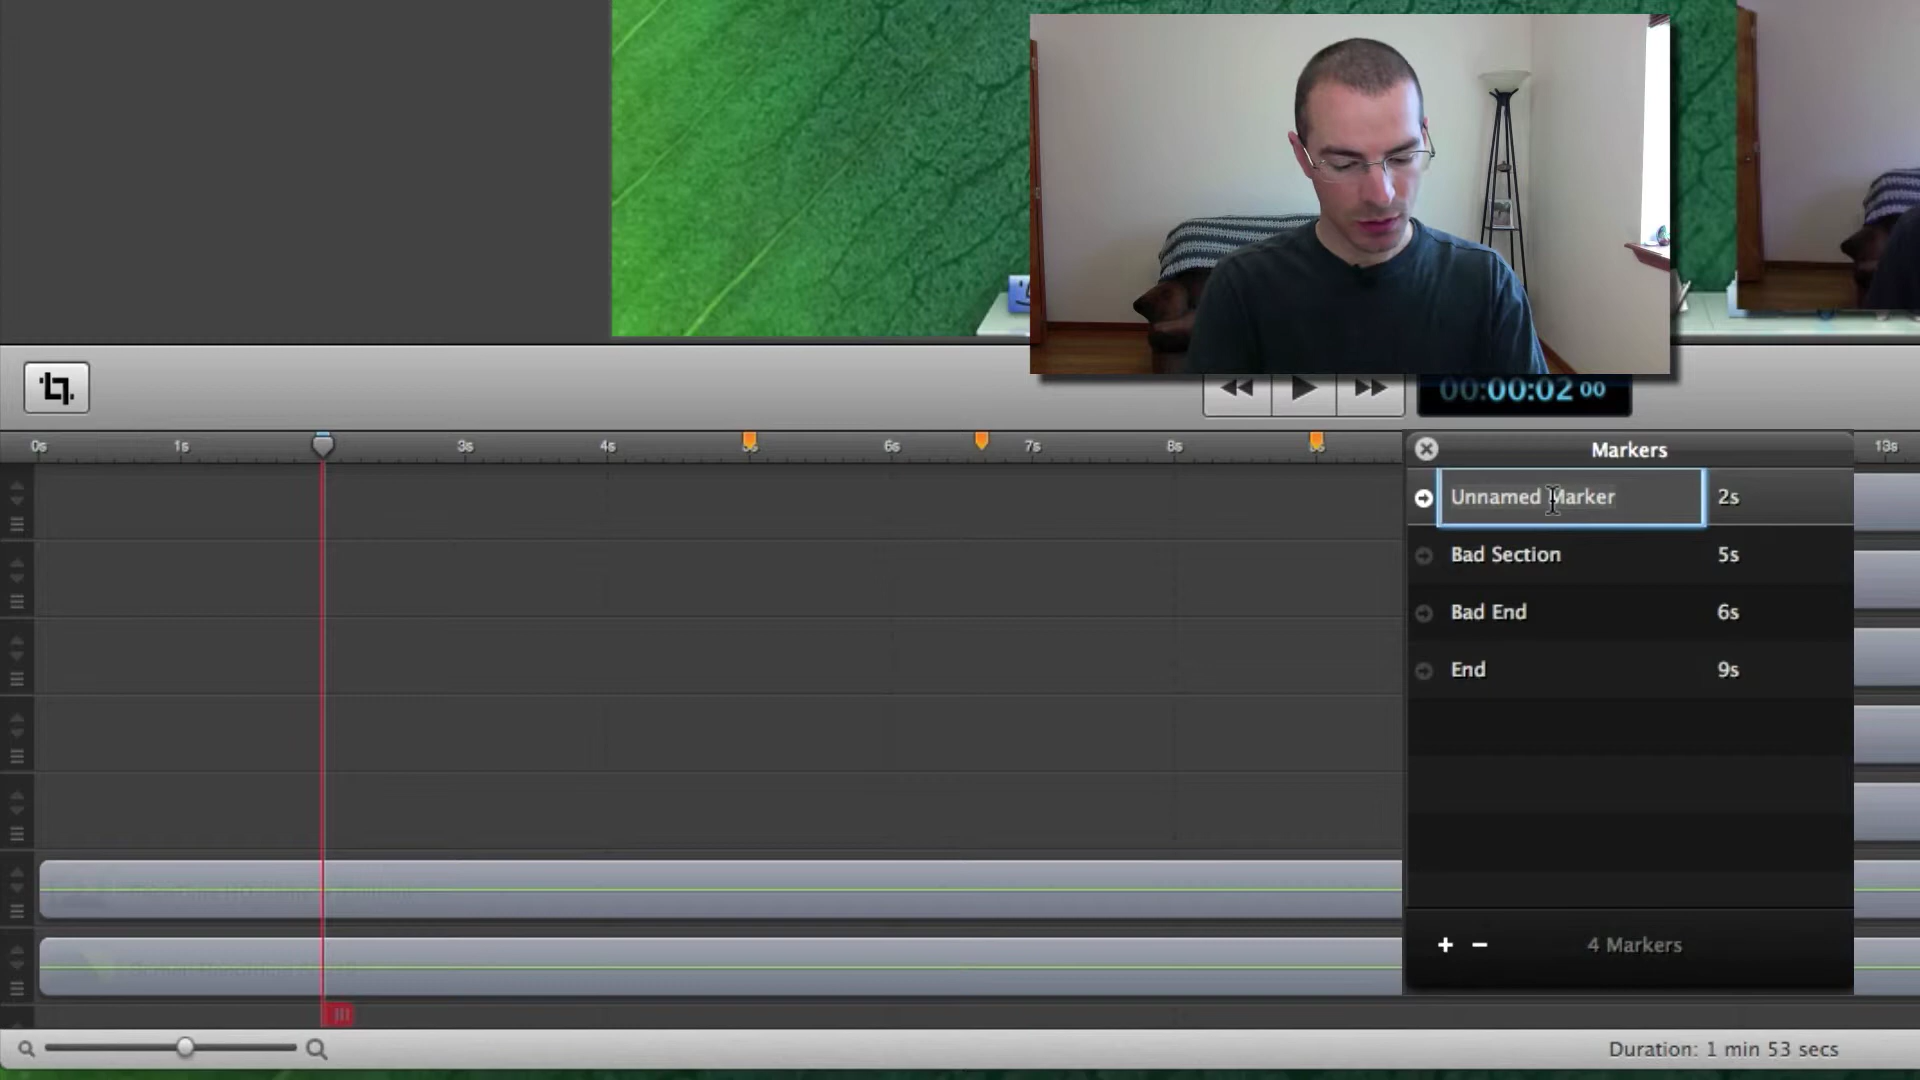 00:00:02 00
0s 1s 3s 4s 6s 7s 8s 13s
Markers
Unnamed Marker 2s
Bad Section 5s
Bad End 6s
End 9s
+ − 4 Markers
Duration: 1 min 53 secs